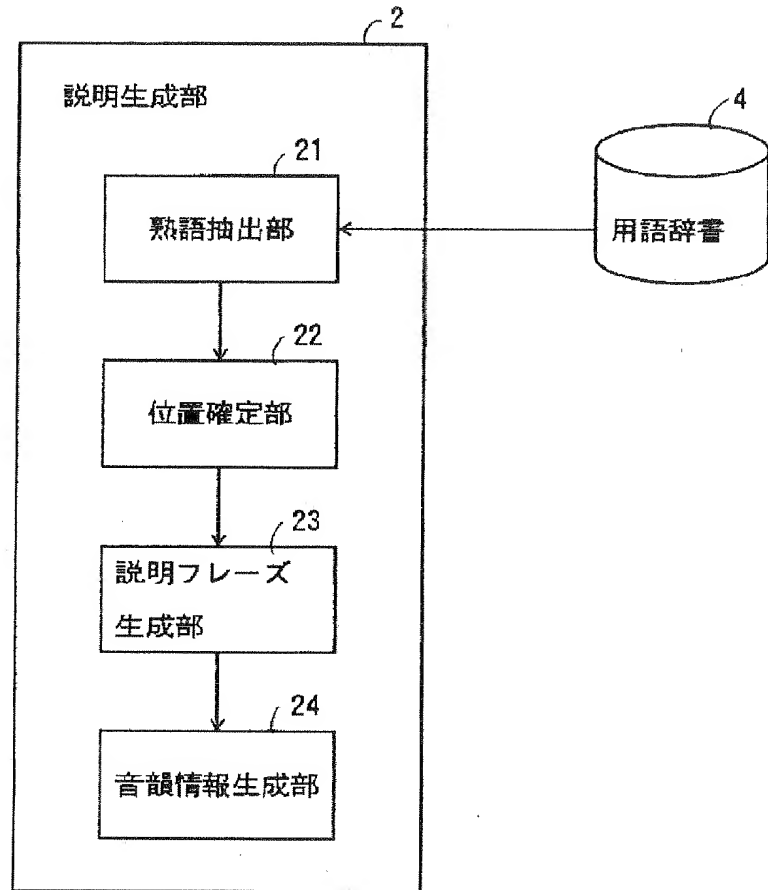 2
説明生成部
4
21
熟語抽出部
用語辞書
22
位置確定部
23
説明フレーズ
生成部
24
音韻情報生成部